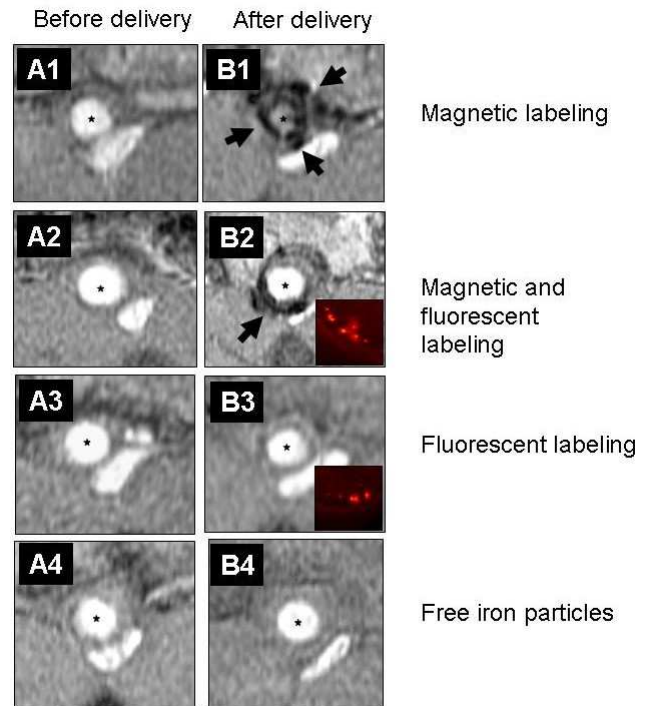 Before delivery After delivery
A1 B1 Magnetic labeling
A2 B2 Magnetic and
fluorescent
labeling
A3 B3 Fluorescent labeling
A4 B4 Free iron particles